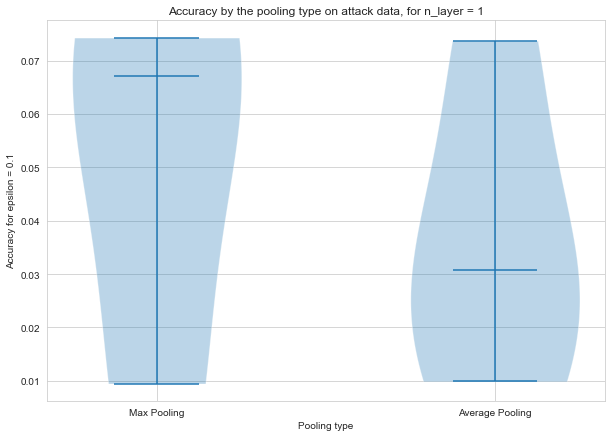 Accuracy by the pooling type on attack data, for n_layer = 1
Accuracy for epsilon = 0.1
0.07
0.06
0.05
0.04
0.03
0.02
0.01
Max Pooling
Average Pooling
Pooling type